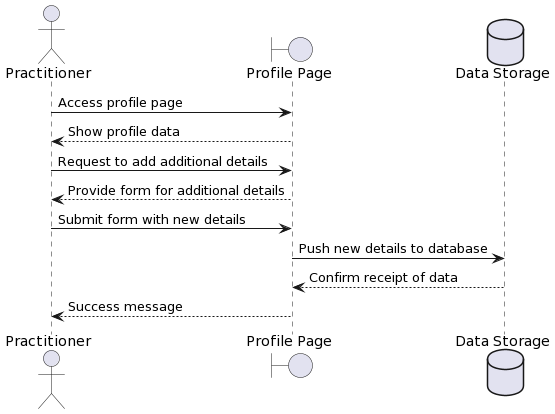 Practitioner
Profile Page
Data Storage
Access profile page
Show profile data
Request to add additional details
Provide form for additional details
Submit form with new details
Push new details to database
Confirm receipt of data
Success message
Practitioner
Profile Page
Data Storage